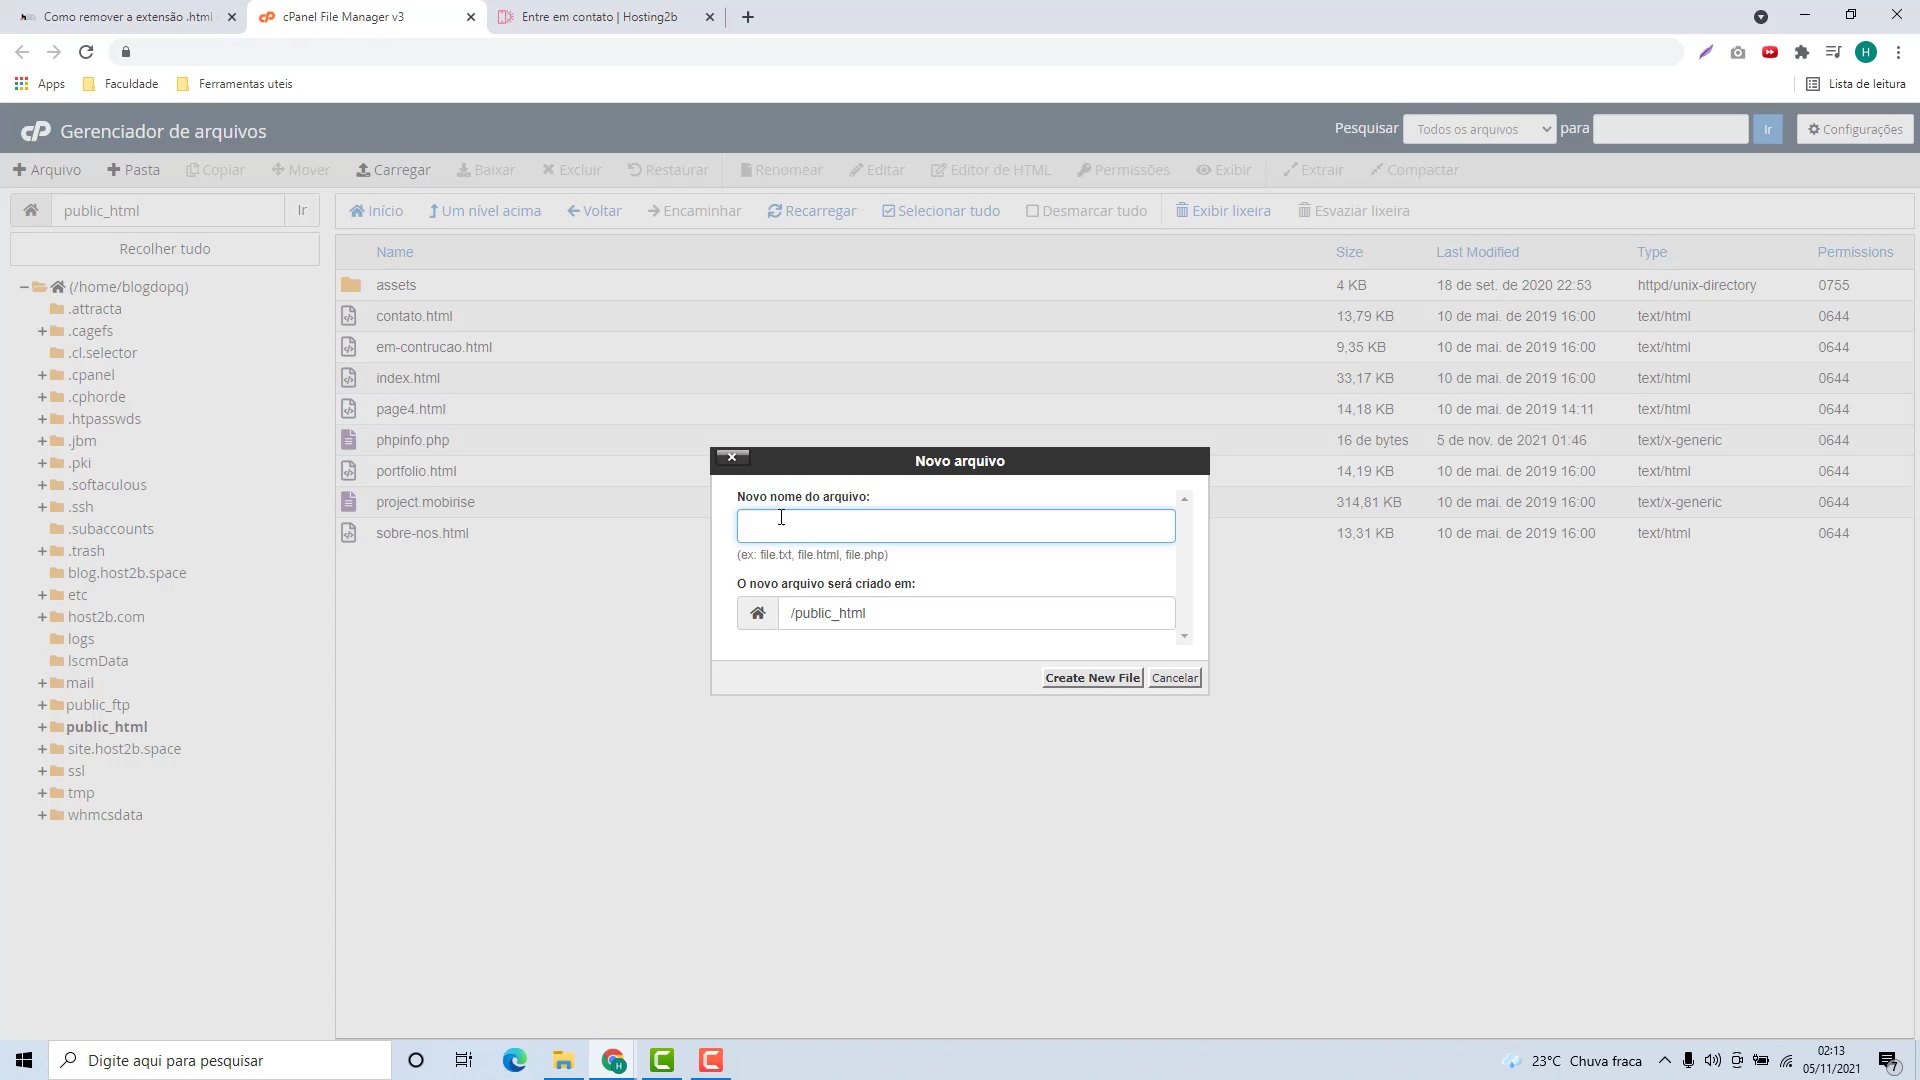 Como remover a extensão .html
cPanel File Manager v3
Entre em contato | Hosting2b
H
Apps
Faculdade
Ferramentas uteis
Lista de leitura
cP Gerenciador de arquivos
Pesquisar
Todos os arquivos
para
Ir
Configurações
Arquivo
Pasta
Copiar
Mover
Carregar
Baixar
Excluir
Restaurar
Renomear
Editar
Editor de HTML
Permissões
Exibir
Extrair
Compactar
public_html
Ir
Início
Um nível acima
Voltar
Encaminhar
Recarregar
Selecionar tudo
Desmarcar tudo
Exibir lixeira
Esvaziar lixeira
Recolher tudo
(/home/blogdopq)
.attracta
.cagefs
.cl.selector
.cpanel
.cphorde
.htpasswds
.jbm
.pki
.softaculous
.ssh
.subaccounts
.trash
blog.host2b.space
etc
host2b.com
logs
lscmData
mail
public_ftp
public_html
site.host2b.space
ssl
tmp
whmcsdata
Name Size Last Modified Type Permissions
assets 4 KB 18 de set. de 2020 22:53 httpd/unix-directory 0755
contato.html 13,79 KB 10 de mai. de 2019 16:00 text/html 0644
em-contrucao.html 9,35 KB 10 de mai. de 2019 16:00 text/html 0644
index.html 33,17 KB 10 de mai. de 2019 16:00 text/html 0644
page4.html 14,18 KB 10 de mai. de 2019 14:11 text/html 0644
phpinfo.php 16 de bytes 5 de nov. de 2021 01:46 text/x-generic 0644
portfolio.html 14,19 KB 10 de mai. de 2019 16:00 text/html 0644
project.mobirise 314,81 KB 10 de mai. de 2019 16:00 text/x-generic 0644
sobre-nos.html 13,31 KB 10 de mai. de 2019 16:00 text/html 0644
Novo arquivo
Novo nome do arquivo:
(ex: file.txt, file.html, file.php)
O novo arquivo será criado em:
/public_html
Create New File
Cancelar
Digite aqui para pesquisar
23°C Chuva fraca
02:13
05/11/2021
7